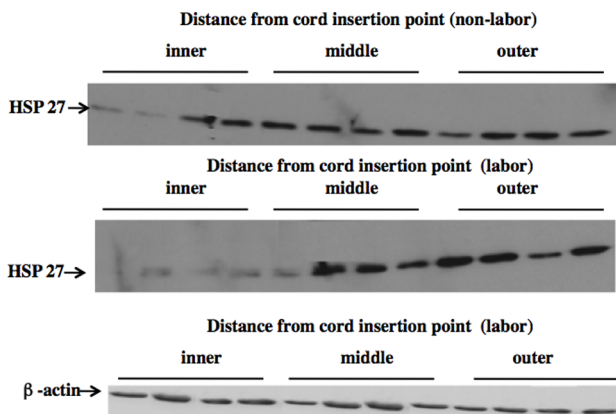 Distance from cord insertion point (non-labor)
inner middle outer
HSP 27
Distance from cord insertion point (labor)
inner middle outer
HSP 27
Distance from cord insertion point (labor)
inner middle outer
β -actin